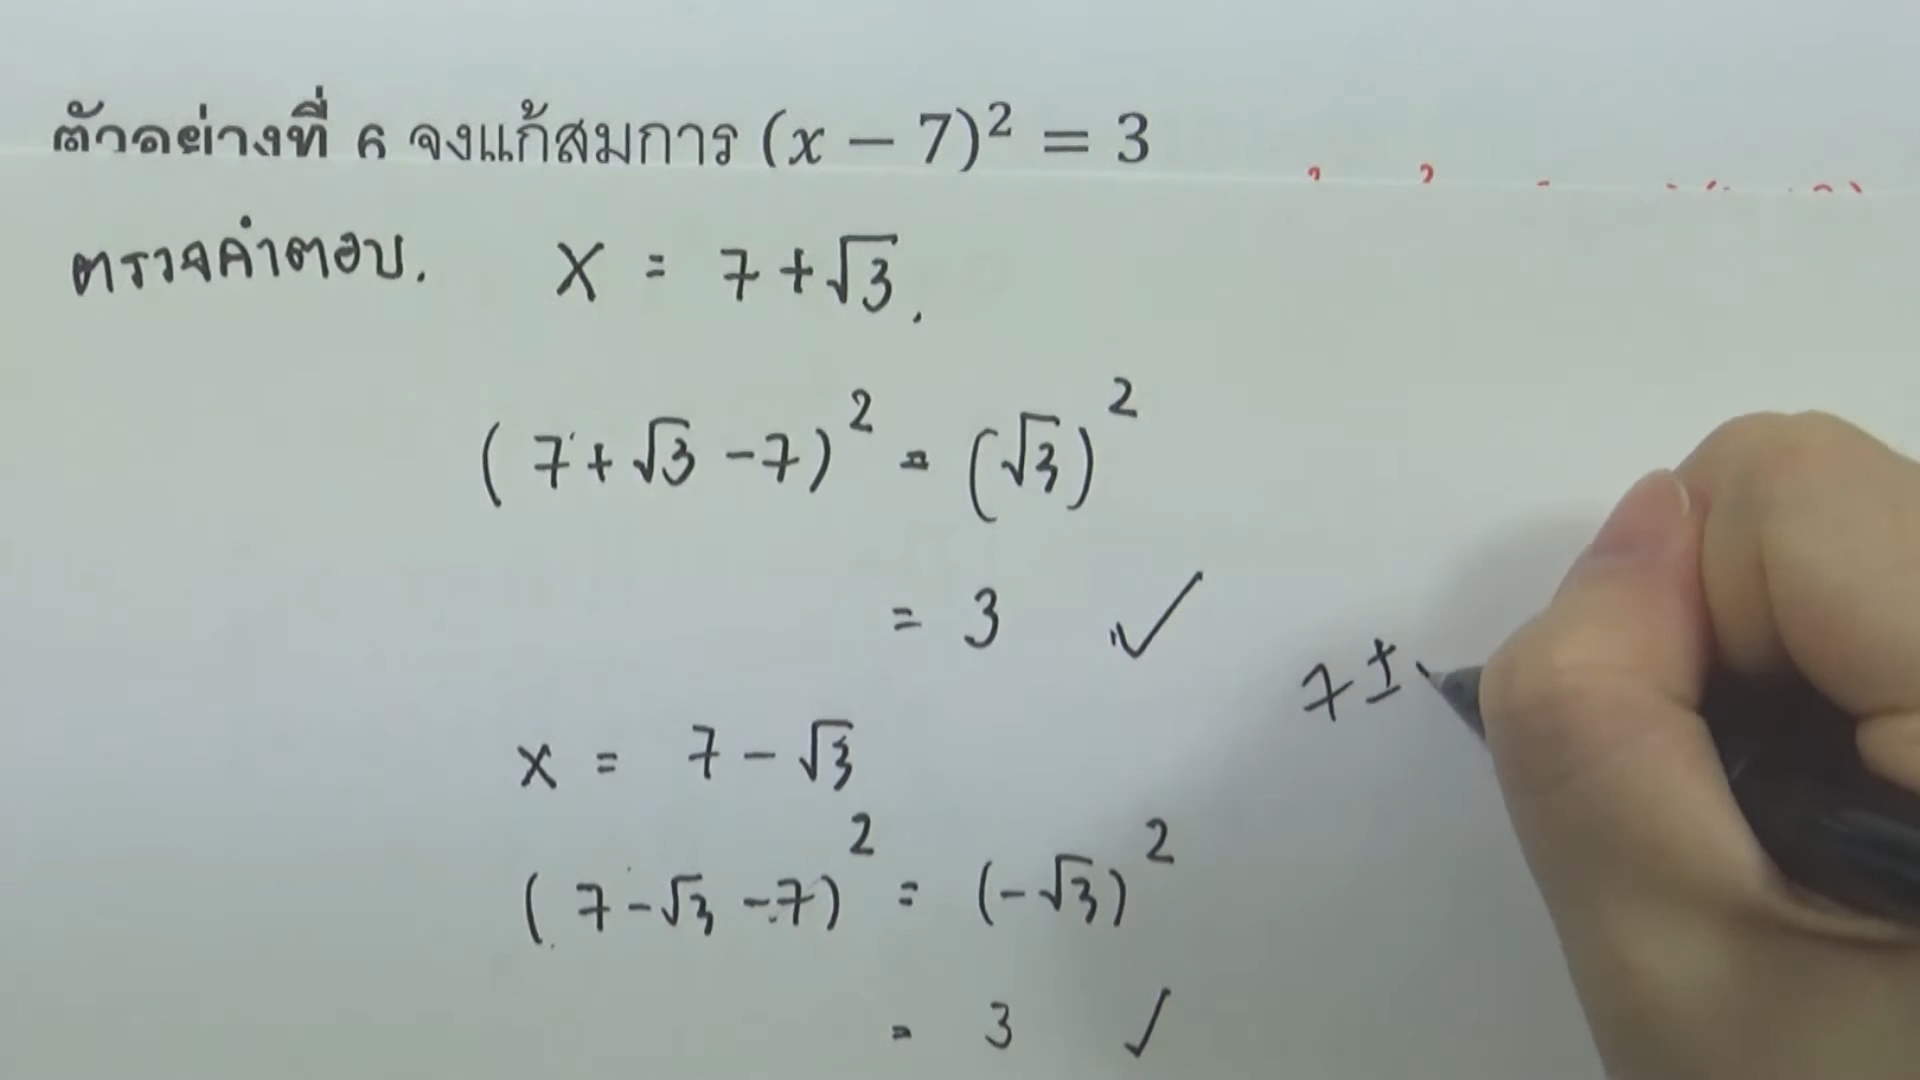 ตัวอย่างที่ 6 จงแก้สมการ (x − 7)² = 3
ตรวจคำตอบ. x = 7 + √3.
(7 + √3 − 7)² = (√3)²
= 3 ✓
7 ±
x = 7 − √3
(7 − √3 − 7)² = (−√3)²
= 3 ✓